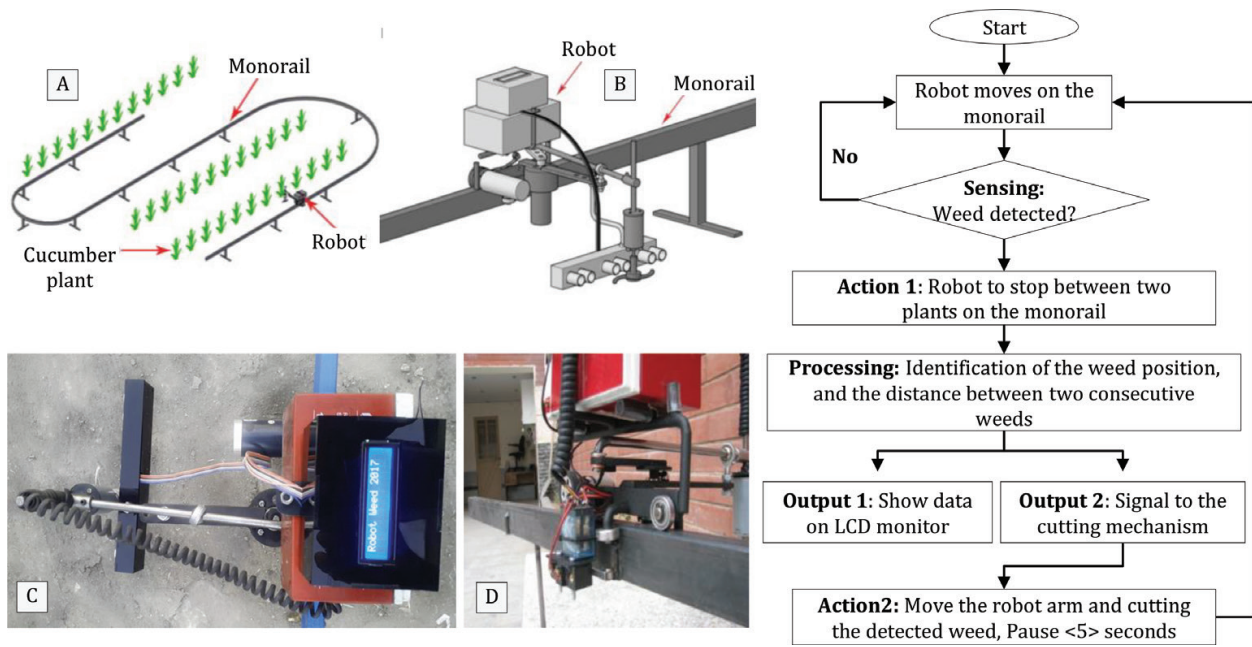 A
Monorail
Cucumber
plant
Robot
Robot
B
Monorail
C
Robot Weed 2017
D
Start
Robot moves on the
monorail
No
Sensing:
Weed detected?
Action 1: Robot to stop between two
plants on the monorail
Processing: Identification of the weed position,
and the distance between two consecutive
weeds
Output 1: Show data
on LCD monitor
Output 2: Signal to the
cutting mechanism
Action2: Move the robot arm and cutting
the detected weed, Pause <5> seconds